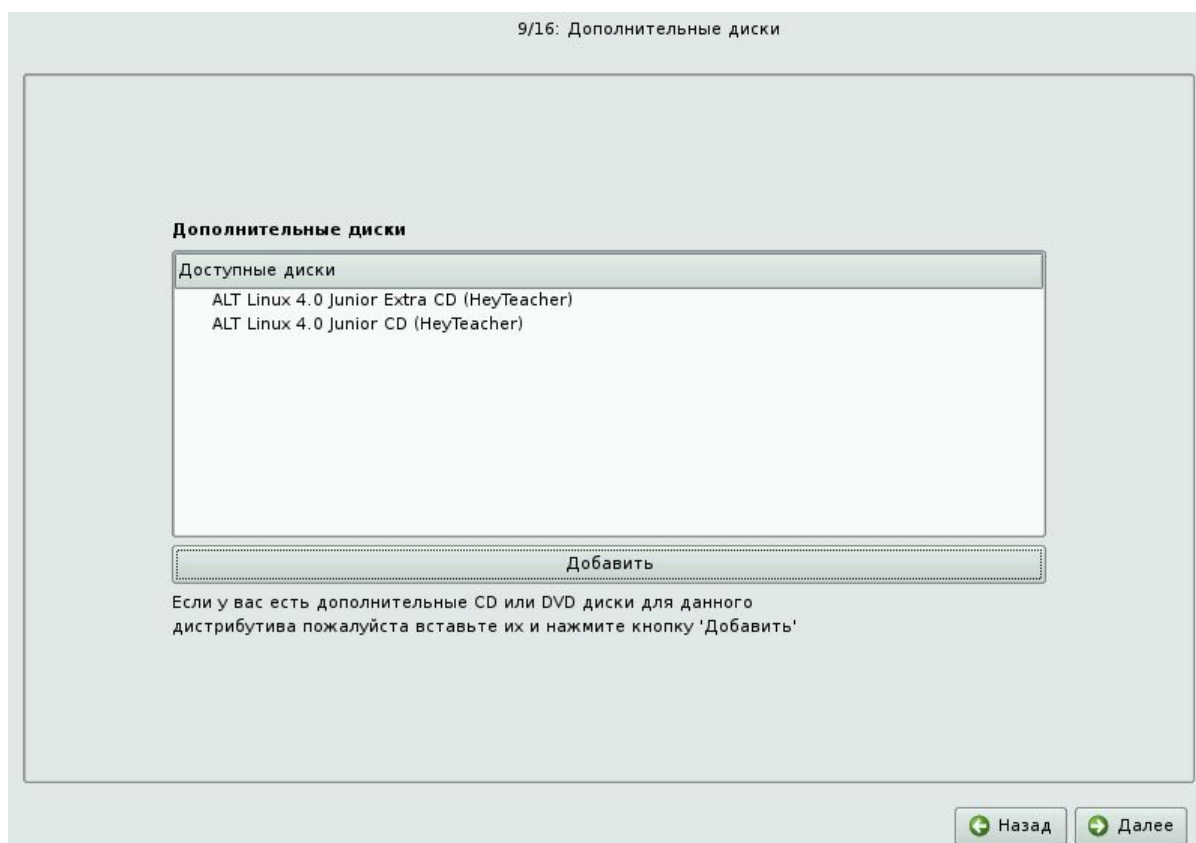 9/16: Дополнительные диски
Дополнительные диски
Доступные диски
ALT Linux 4.0 Junior Extra CD (HeyTeacher)
ALT Linux 4.0 Junior CD (HeyTeacher)
Добавить
Если у вас есть дополнительные CD или DVD диски для данного
дистрибутива пожалуйста вставьте их и нажмите кнопку 'Добавить'
Назад
Далее